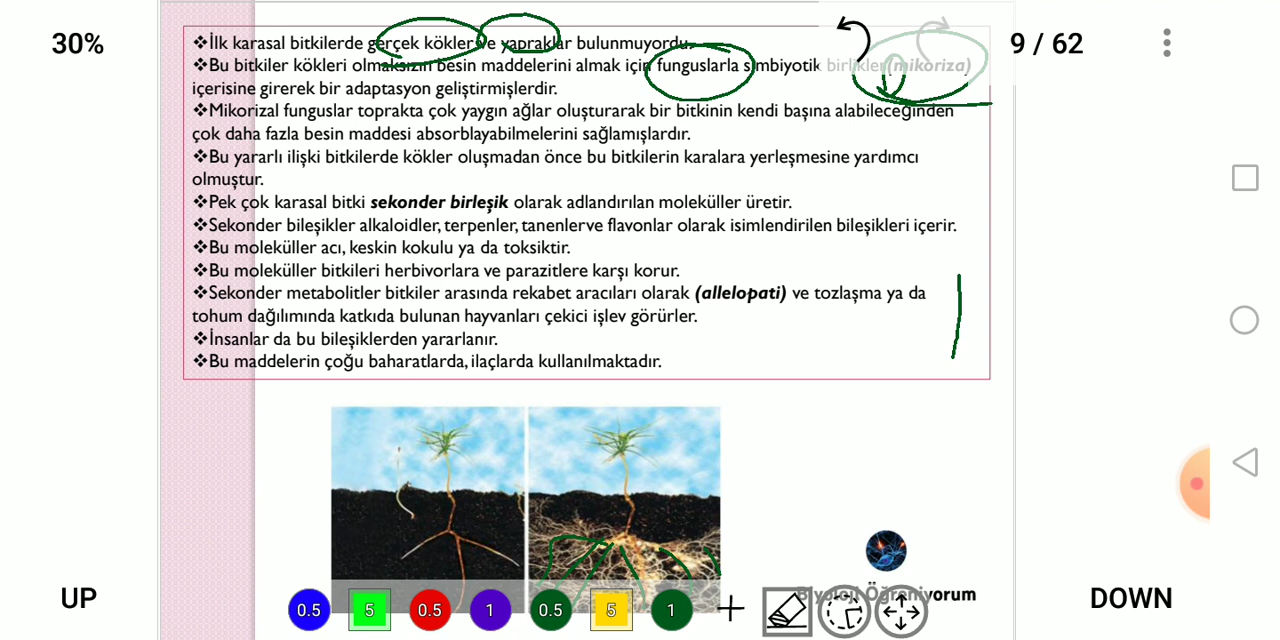 30%
9 / 62
❖İlk karasal bitkilerde gerçek kökler ve yapraklar bulunmuyordu.
❖Bu bitkiler kökleri olmaksızın besin maddelerini almak için funguslarla simbiyotik birlikler(mikoriza)
içerisine girerek bir adaptasyon geliştirmişlerdir.
❖Mikorizal funguslar toprakta çok yaygın ağlar oluşturarak bir bitkinin kendi başına alabileceğinden
çok daha fazla besin maddesi absorblayabilmelerini sağlamışlardır.
❖Bu yararlı ilişki bitkilerde kökler oluşmadan önce bu bitkilerin karalara yerleşmesine yardımcı
olmuştur.
❖Pek çok karasal bitki sekonder birleşik olarak adlandırılan moleküller üretir.
❖Sekonder bileşikler alkaloidler, terpenler, tanenlerve flavonlar olarak isimlendirilen bileşikleri içerir.
❖Bu moleküller acı, keskin kokulu ya da toksiktir.
❖Bu moleküller bitkileri herbivorlara ve parazitlere karşı korur.
❖Sekonder metabolitler bitkiler arasında rekabet aracıları olarak (allelopati) ve tozlaşma ya da
tohum dağılımında katkıda bulunan hayvanları çekici işlev görürler.
❖İnsanlar da bu bileşiklerden yararlanır.
❖Bu maddelerin çoğu baharatlarda, ilaçlarda kullanılmaktadır.
Biyoloji Öğreniyorum
UP
DOWN
0.5 5 0.5 1 0.5 5 1